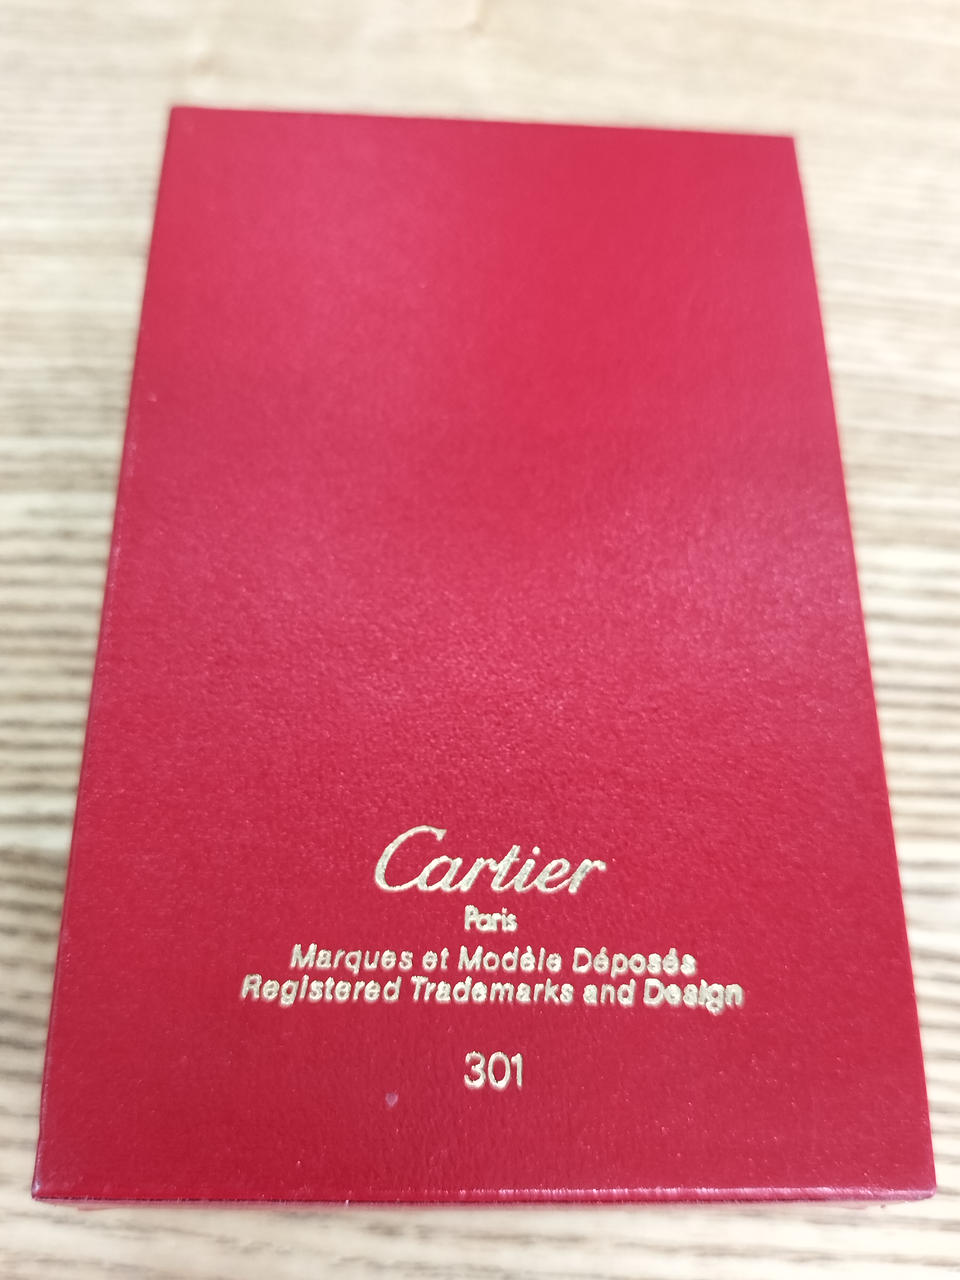 Cartier
Paris
Marques et Modèle Déposés
Registered Trademarks and Design
301